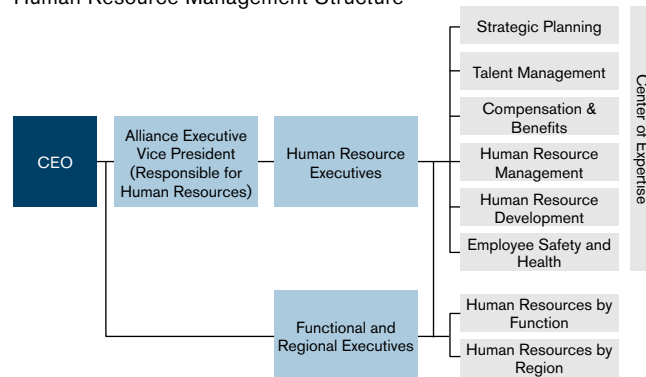 Human Resource Management Structure
CEO
Alliance Executive
Vice President
(Responsible for
Human Resources)
Human Resource
Executives
Functional and
Regional Executives
Strategic Planning
Talent Management
Compensation &
Benefits
Human Resource
Management
Human Resource
Development
Employee Safety and
Health
Center of Expertise
Human Resources by
Function
Human Resources by
Region